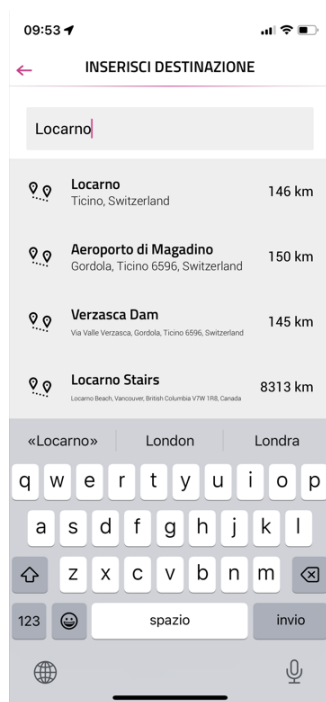 09:53
INSERISCI DESTINAZIONE
Locarno
Locarno
Ticino, Switzerland
146 km
Aeroporto di Magadino
Gordola, Ticino 6596, Switzerland
150 km
Verzasca Dam
Via Valle Verzasca, Gordola, Ticino 6596, Switzerland
145 km
Locarno Stairs
Locarno Beach, Vancouver, British Columbia V7W 1R8, Canada
8313 km
«Locarno» London Londra
q w e r t y u i o p
a s d f g h j k l
z x c v b n m
123 spazio invio